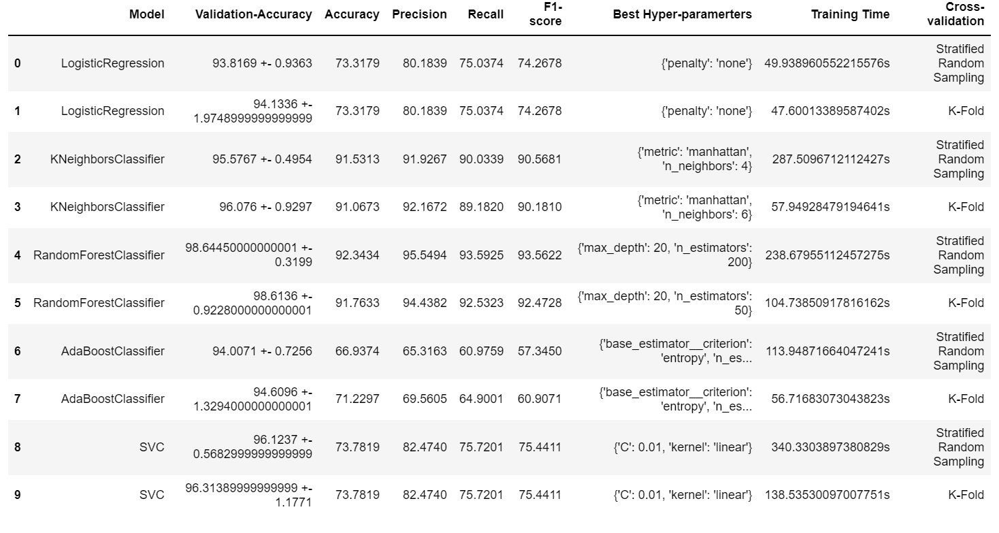 Model Validation-Accuracy Accuracy Precision Recall F1-score Best Hyper-paramerters Training Time Cross-validation
0 LogisticRegression 93.8169 +- 0.9363 73.3179 80.1839 75.0374 74.2678 {'penalty': 'none'} 49.938960552215576s Stratified Random Sampling
1 LogisticRegression 94.1336 +- 1.9748999999999999 73.3179 80.1839 75.0374 74.2678 {'penalty': 'none'} 47.60013389587402s K-Fold
2 KNeighborsClassifier 95.5767 +- 0.4954 91.5313 91.9267 90.0339 90.5681 {'metric': 'manhattan', 'n_neighbors': 4} 287.5096712112427s Stratified Random Sampling
3 KNeighborsClassifier 96.076 +- 0.9297 91.0673 92.1672 89.1820 90.1810 {'metric': 'manhattan', 'n_neighbors': 6} 57.94928479194641s K-Fold
4 RandomForestClassifier 98.64450000000001 +- 0.3199 92.3434 95.5494 93.5925 93.5622 {'max_depth': 20, 'n_estimators': 200} 238.67955112457275s Stratified Random Sampling
5 RandomForestClassifier 98.6136 +- 0.9228000000000001 91.7633 94.4382 92.5323 92.4728 {'max_depth': 20, 'n_estimators': 50} 104.73850917816162s K-Fold
6 AdaBoostClassifier 94.0071 +- 0.7256 66.9374 65.3163 60.9759 57.3450 {'base_estimator__criterion': 'entropy', 'n_es... 113.94871664047241s Stratified Random Sampling
7 AdaBoostClassifier 94.6096 +- 1.3294000000000001 71.2297 69.5605 64.9001 60.9071 {'base_estimator__criterion': 'entropy', 'n_es... 56.71683073043823s K-Fold
8 SVC 96.1237 +- 0.5682999999999999 73.7819 82.4740 75.7201 75.4411 {'C': 0.01, 'kernel': 'linear'} 340.3303897380829s Stratified Random Sampling
9 SVC 96.31389999999999 +- 1.1771 73.7819 82.4740 75.7201 75.4411 {'C': 0.01, 'kernel': 'linear'} 138.53530097007751s K-Fold